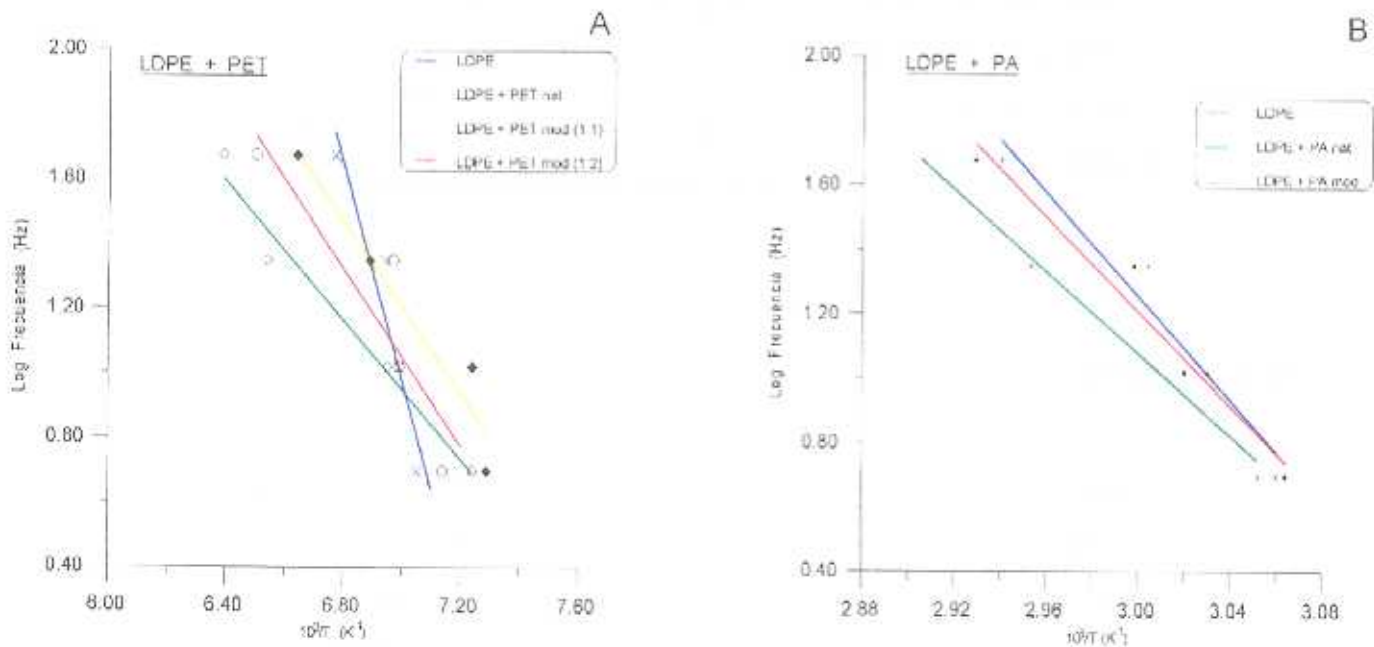 A
LDPE + PET
LDPE
LDPE + PET nat
LDPE + PET mod (1:1)
LDPE + PET mod (1:2)
2.00
1.60
1.20
0.80
0.40
Log Frecuencia (Hz)
8.00
6.40
6.80
7.20
7.60
10³/T (K⁻¹)
B
LDPE + PA
LDPE
LDPE + PA nat
LDPE + PA mod
2.00
1.60
1.20
0.80
0.40
Log Frecuencia (Hz)
2.88
2.92
2.96
3.00
3.04
3.08
10³/T (K⁻¹)